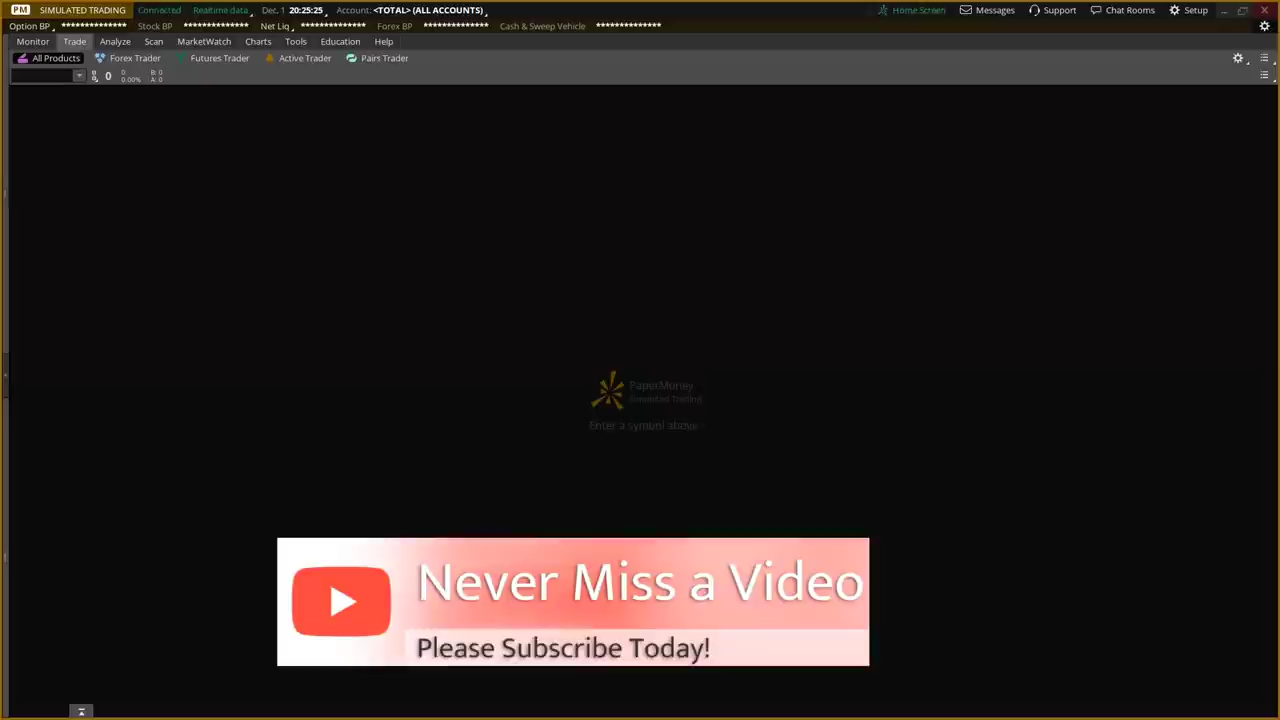 PM SIMULATED TRADING Connected Realtime data Dec. 1 20:25:25 Account: <TOTAL> (ALL ACCOUNTS) Home Screen Messages Support Chat Rooms Setup
Option BP ************** Stock BP ************** Net Liq ************** Forex BP ************** Cash & Sweep Vehicle **************
Monitor Trade Analyze Scan MarketWatch Charts Tools Education Help
All Products Forex Trader Futures Trader Active Trader Pairs Trader
0 0 0.00% B: 0 A: 0
PaperMoney
Simulated Trading
Enter a symbol above
Never Miss a Video
Please Subscribe Today!